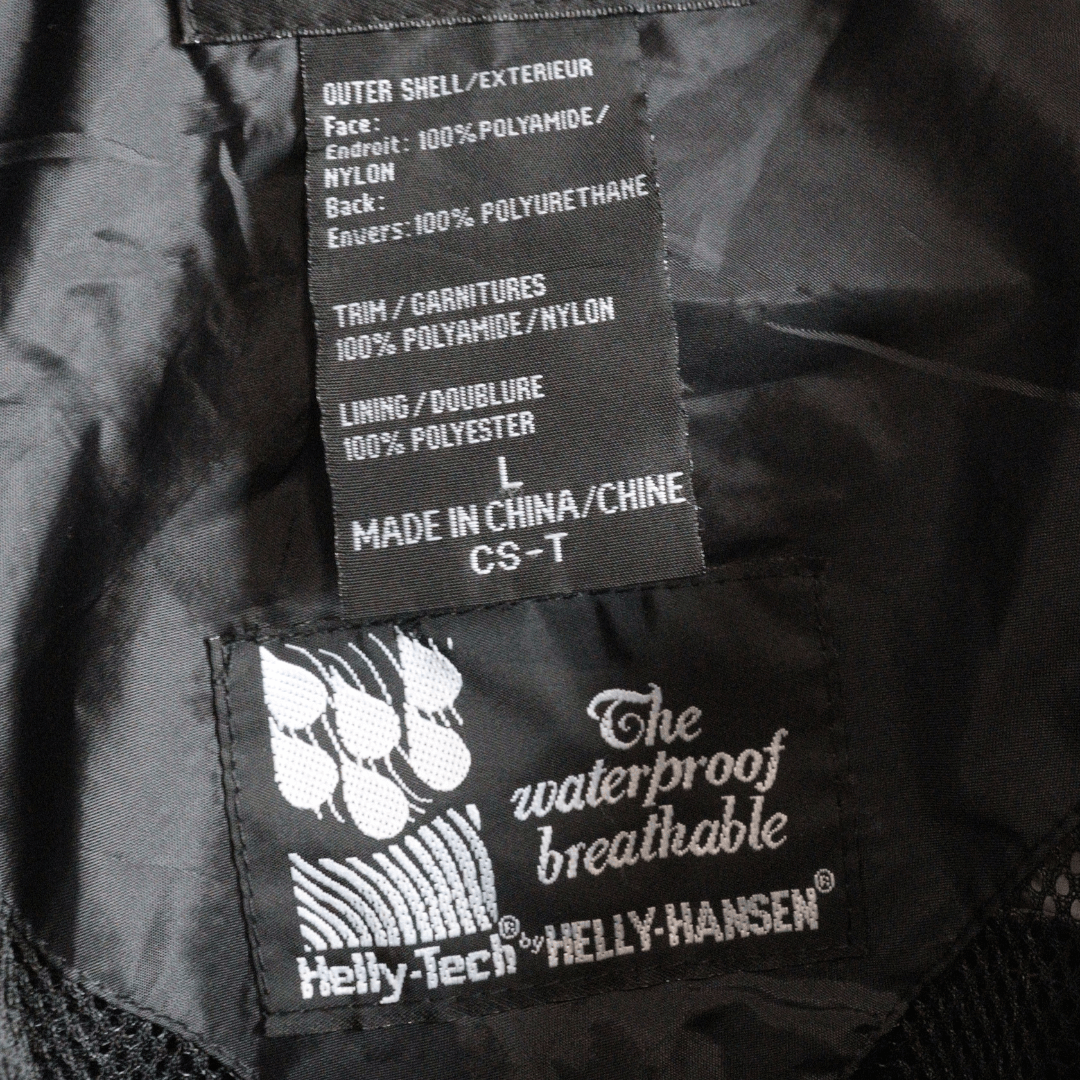 OUTER SHELL/EXTERIEUR
Face:
Endroit: 100% POLYAMIDE/
NYLON
Back:
Envers: 100% POLYURETHANE
TRIM/GARNITURES
100% POLYAMIDE/NYLON
LINING/DOUBLURE
100% POLYESTER
L
MADE IN CHINA/CHINE
CS-T
The
waterproof
breathable
Helly-Tech® by HELLY-HANSEN®